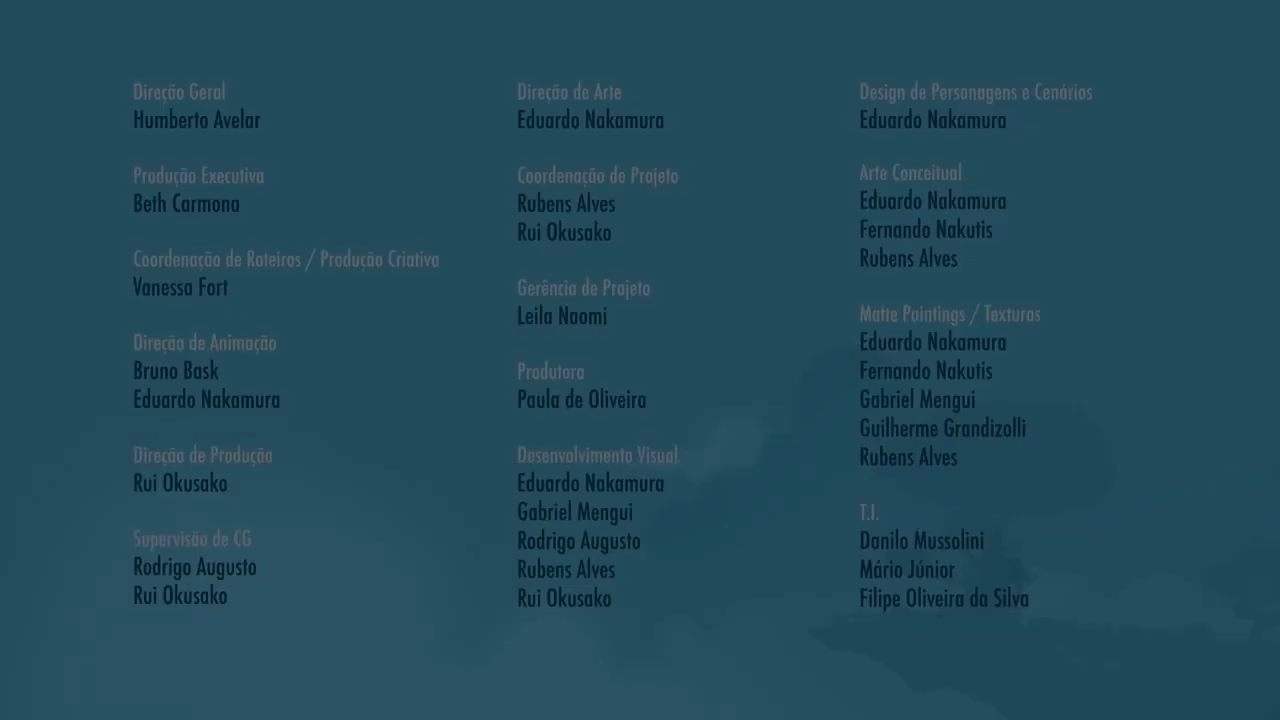 Direção Geral
Humberto Avelar
Produção Executiva
Beth Carmona
Coordenação de Roteiros / Produção Criativa
Vanessa Fort
Direção de Animação
Bruno Bask
Eduardo Nakamura
Direção de Produção
Rui Okusako
Supervisão de CG
Rodrigo Augusto
Rui Okusako
Direção de Arte
Eduardo Nakamura
Coordenação de Projeto
Rubens Alves
Rui Okusako
Gerência de Projeto
Leila Naomi
Produtora
Paula de Oliveira
Desenvolvimento Visual
Eduardo Nakamura
Gabriel Mengui
Rodrigo Augusto
Rubens Alves
Rui Okusako
Design de Personagens e Cenários
Eduardo Nakamura
Arte Conceitual
Eduardo Nakamura
Fernando Nakutis
Rubens Alves
Matte Paintings / Texturas
Eduardo Nakamura
Fernando Nakutis
Gabriel Mengui
Guilherme Grandizolli
Rubens Alves
T.I.
Danilo Mussolini
Mário Júnior
Filipe Oliveira da Silva